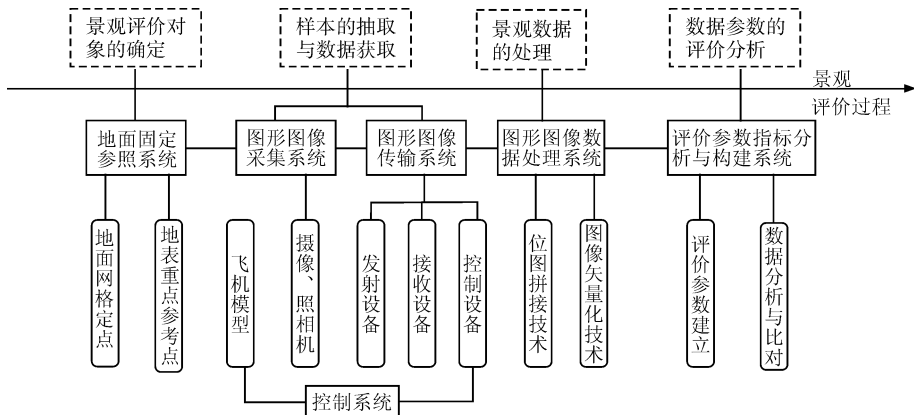 景观评价对
象的确定
样本的抽取
与数据获取
景观数据
的处理
数据参数的
评价分析
景观
评价过程
地面固定
参照系统
图形图像
采集系统
图形图像
传输系统
图形图像数
据处理系统
评价参数指标分
析与构建系统
地面网格定点
地表重点参考点
飞机模型
摄像、照相机
发射设备
接收设备
控制设备
位图拼接技术
图像矢量化技术
评价参数建立
数据分析与比对
控制系统